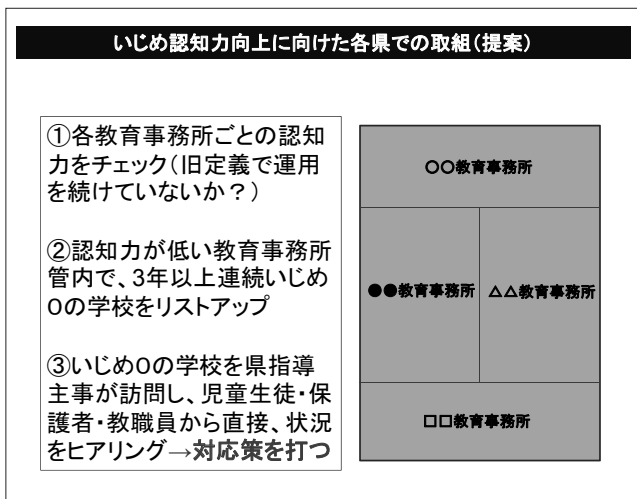 いじめ認知力向上に向けた各県での取組(提案)
①各教育事務所ごとの認知
力をチェック(旧定義で運用
を続けていないか?)
②認知力が低い教育事務所
管内で、3年以上連続いじめ
0の学校をリストアップ
③いじめ0の学校を県指導
主事が訪問し、児童生徒・保
護者・教職員から直接、状況
をヒアリング→対応策を打つ
○○教育事務所
●●教育事務所
△△教育事務所
□□教育事務所